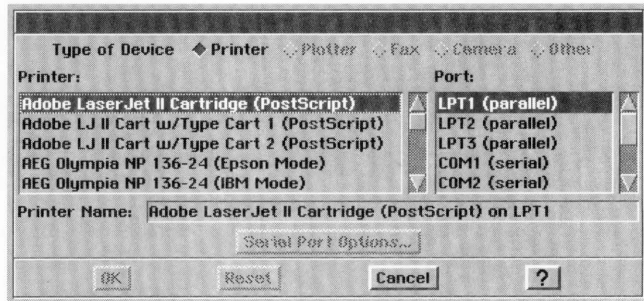 Type of Device Printer Plotter Fax Camera Other
Printer: Port:
Adobe LaserJet II Cartridge (PostScript) LPT1 (parallel)
Adobe LJ II Cart w/Type Cart 1 (PostScript) LPT2 (parallel)
Adobe LJ II Cart w/Type Cart 2 (PostScript) LPT3 (parallel)
AEG Olympia NP 136-24 (Epson Mode) COM1 (serial)
AEG Olympia NP 136-24 (IBM Mode) COM2 (serial)
Printer Name: Adobe LaserJet II Cartridge (PostScript) on LPT1
Serial Port Options...
OK Reset Cancel ?